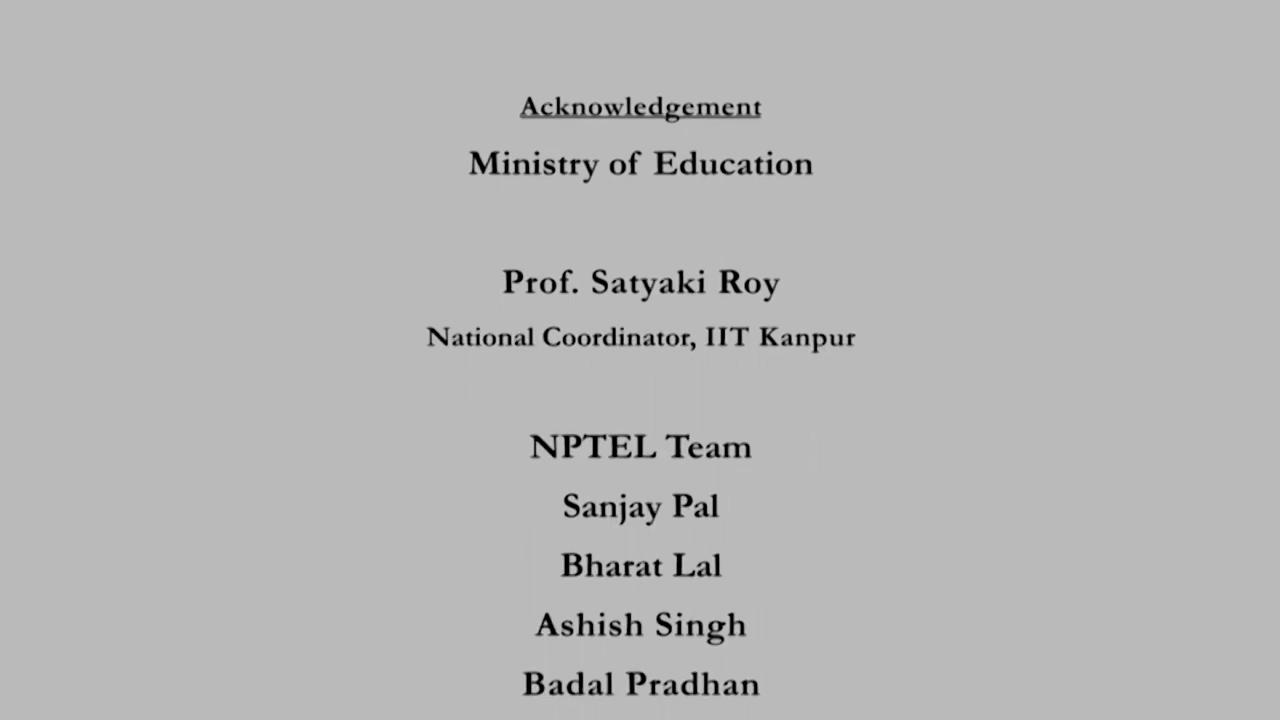 Acknowledgement
Ministry of Education
Prof. Satyaki Roy
National Coordinator, IIT Kanpur
NPTEL Team
Sanjay Pal
Bharat Lal
Ashish Singh
Badal Pradhan